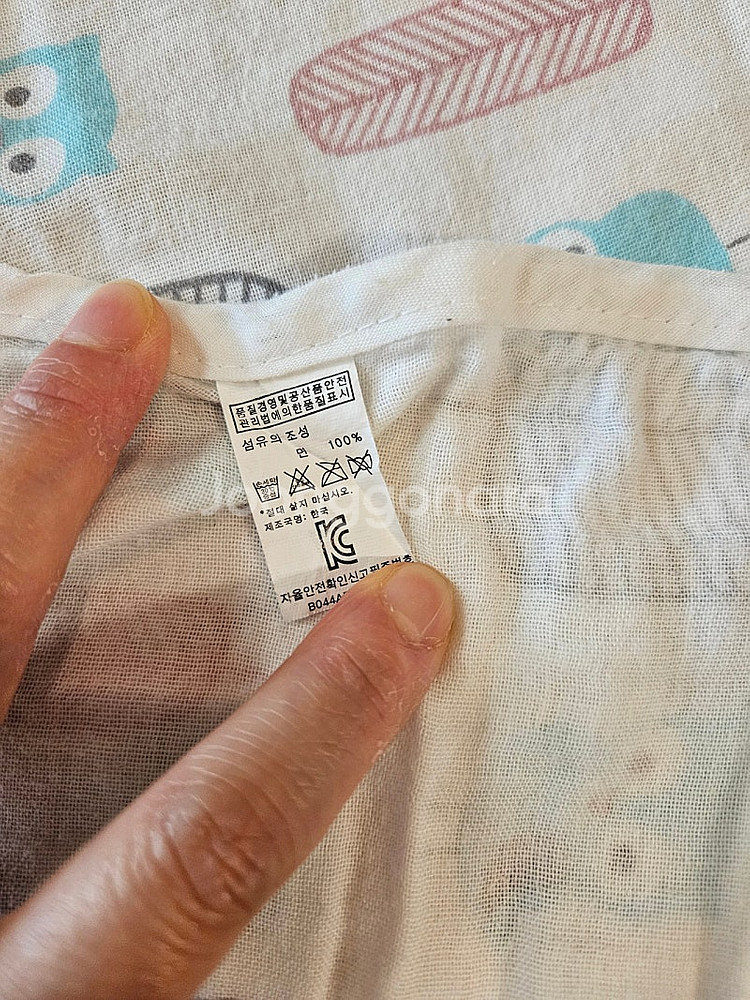 품질경영및공산품안전
관리법에의한품질표시
섬유의 조성
면 100%
손세탁
*절대 삶지 마십시오.
제조국명: 한국
자율안전확인신고필증번호
B044A